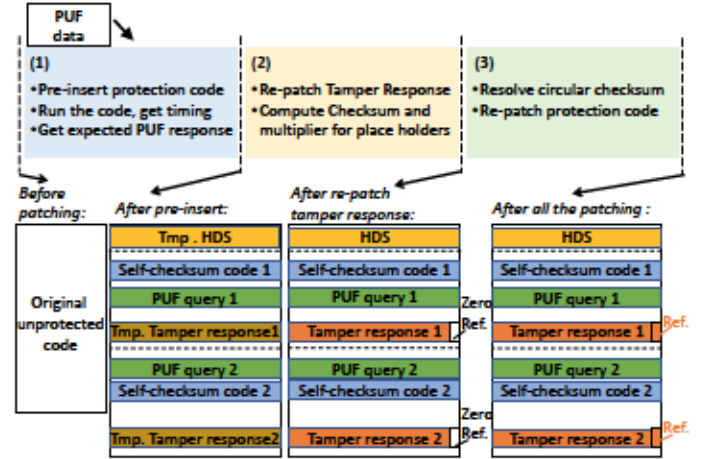 PUF
data
(1)
•Pre-insert protection code
•Run the code, get timing
•Get expected PUF response
(2)
•Re-patch Tamper Response
•Compute Checksum and
multiplier for place holders
(3)
•Resolve circular checksum
•Re-patch protection code
Before
patching:
Original
unprotected
code
After pre-insert:
Tmp . HDS
Self-checksum code 1
PUF query 1
Tmp. Tamper response1
PUF query 2
Self-checksum code 2
Tmp. Tamper response2
After re-patch
tamper response:
HDS
Self-checksum code 1
PUF query 1
Zero
Ref.
Tamper response 1
PUF query 2
Self-checksum code 2
Zero
Ref.
Tamper response 2
After all the patching :
HDS
Self-checksum code 1
PUF query 1
Tamper response 1
Ref.
PUF query 2
Self-checksum code 2
Tamper response 2
Ref.